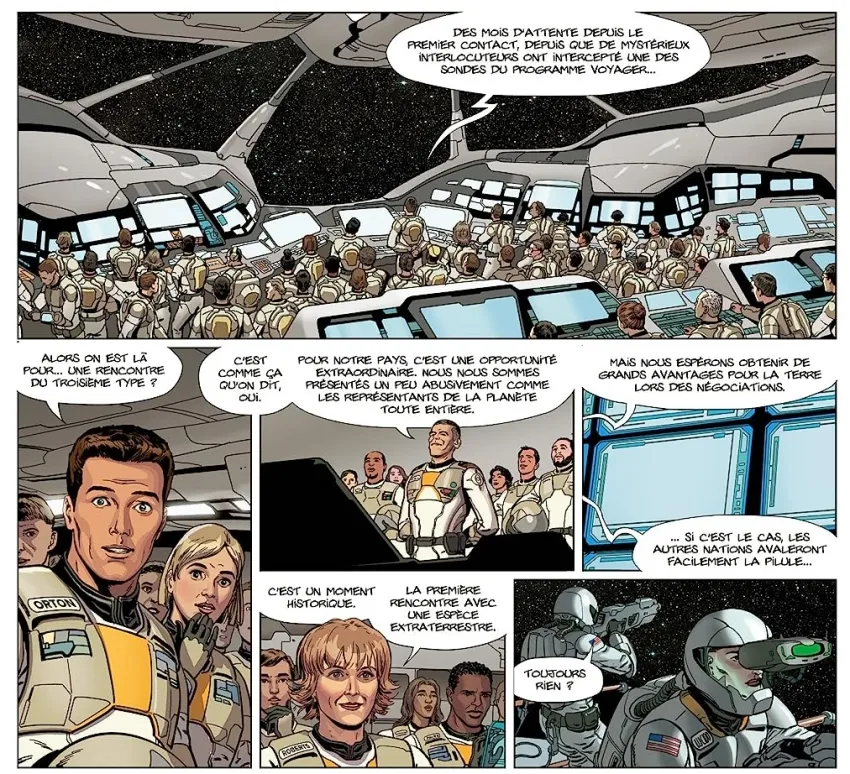 DES MOIS D'ATTENTE DEPUIS LE
PREMIER CONTACT, DEPUIS QUE DE MYSTÉRIEUX
INTERLOCUTEURS ONT INTERCEPTÉ UNE DES
SONDES DU PROGRAMME VOYAGER...
ALORS ON EST LÀ
POUR... UNE RENCONTRE
DU TROISIÈME TYPE ?
C'EST
COMME ÇA
QU'ON DIT,
OUI.
ORTON
POUR NOTRE PAYS, C'EST UNE OPPORTUNITÉ
EXTRAORDINAIRE. NOUS NOUS SOMMES
PRÉSENTÉS UN PEU ABUSIVEMENT COMME
LES REPRÉSENTANTS DE LA PLANÈTE
TOUTE ENTIÈRE.
MAIS NOUS ESPÉRONS OBTENIR DE
GRANDS AVANTAGES POUR LA TERRE
LORS DES NÉGOCIATIONS.
... SI C'EST LE CAS, LES
AUTRES NATIONS AVALERONT
FACILEMENT LA PILULE...
C'EST UN MOMENT
HISTORIQUE.
LA PREMIÈRE
RENCONTRE AVEC
UNE ESPÈCE
EXTRATERRESTRE.
ROBERTS
TOUJOURS
RIEN ?